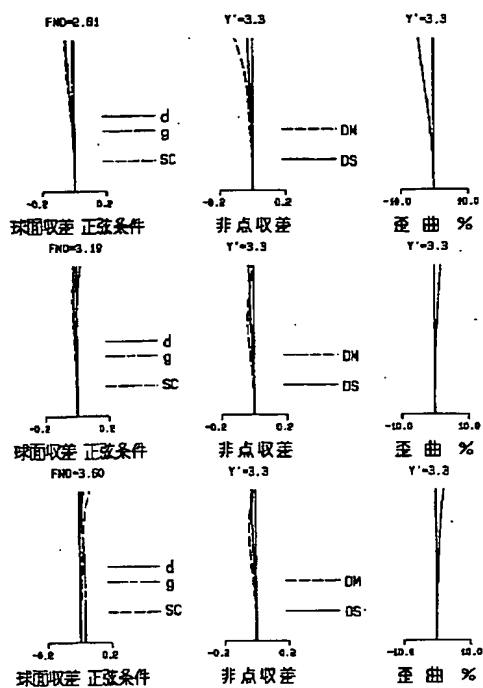 FNO=2.81 Y'=3.3 Y'=3.3
d
g
SC
DM
DS
-0.2 0.2 -0.2 0.2 -10.0 10.0
球面収差 正弦条件 非点収差 歪 曲 %
FNO=3.19 Y'=3.3 Y'=3.3
d
g
SC
DM
DS
-0.2 0.2 -0.2 0.2 -10.0 10.0
球面収差 正弦条件 非点収差 歪 曲 %
FNO=3.60 Y'=3.3 Y'=3.3
d
g
SC
DM
DS
-0.2 0.2 -0.2 0.2 -10.0 10.0
球面収差 正弦条件 非点収差 歪 曲 %